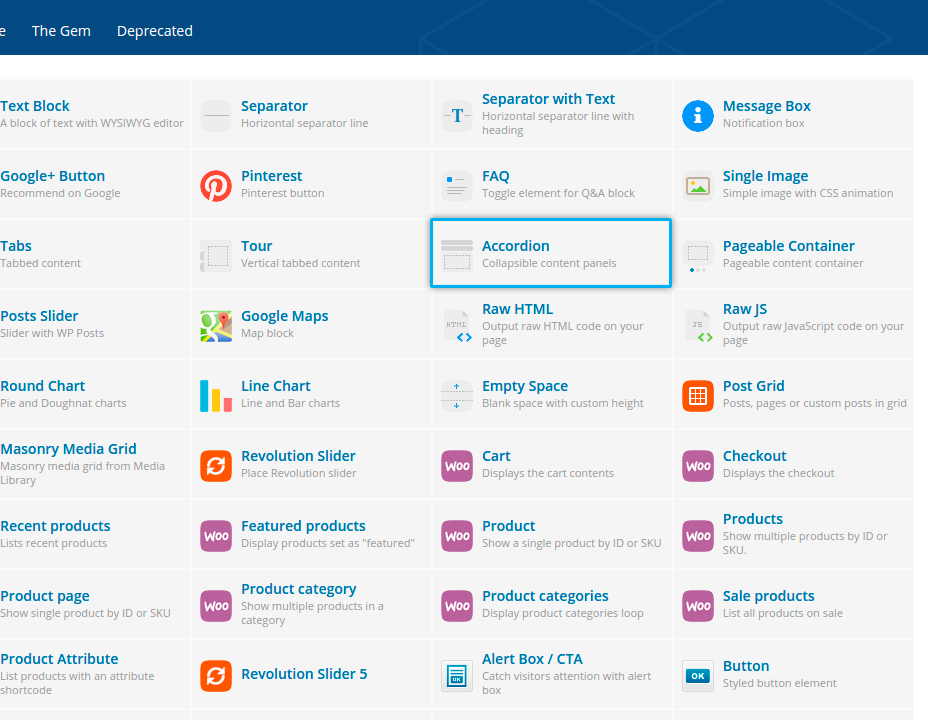 e The Gem Deprecated
Text Block
A block of text with WYSIWYG editor
Separator
Horizontal separator line
T
Separator with Text
Horizontal separator line with
heading
i
Message Box
Notification box
Google+ Button
Recommend on Google
Pinterest
Pinterest button
FAQ
Toggle element for Q&A block
Single Image
Simple image with CSS animation
Tabs
Tabbed content
Tour
Vertical tabbed content
Accordion
Collapsible content panels
Pageable Container
Pageable content container
Posts Slider
Slider with WP Posts
Google Maps
Map block
HTML
Raw HTML
Output raw HTML code on your
page
JS
Raw JS
Output raw JavaScript code on your
page
Round Chart
Pie and Doughnat charts
Line Chart
Line and Bar charts
Empty Space
Blank space with custom height
Post Grid
Posts, pages or custom posts in grid
Masonry Media Grid
Masonry media grid from Media
Library
Revolution Slider
Place Revolution slider
Woo
Cart
Displays the cart contents
Woo
Checkout
Displays the checkout
Recent products
Lists recent products
Woo
Featured products
Display products set as "featured"
Woo
Product
Show a single product by ID or SKU
Woo
Products
Show multiple products by ID or
SKU.
Product page
Show single product by ID or SKU
Woo
Product category
Show multiple products in a
category
Woo
Product categories
Display product categories loop
Woo
Sale products
List all products on sale
Product Attribute
List products with an attribute
shortcode
Revolution Slider 5
OK
Alert Box / CTA
Catch visitors attention with alert
box
OK
Button
Styled button element